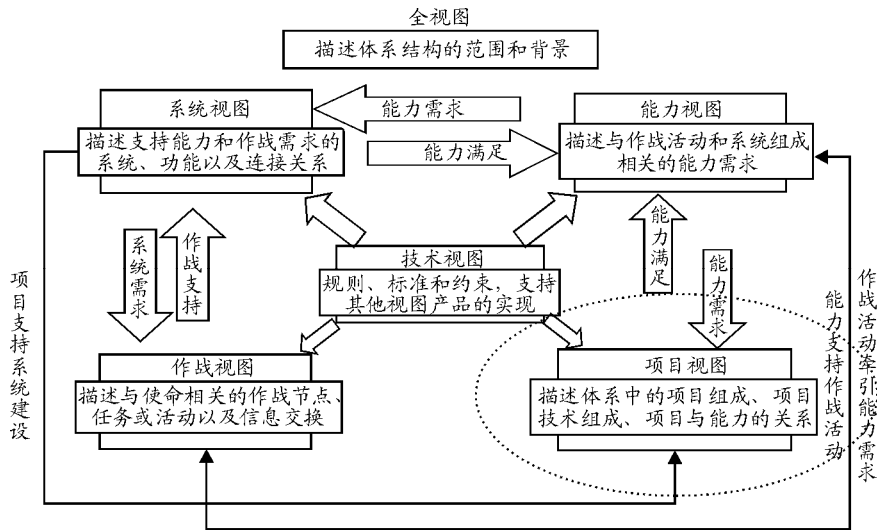 全视图
描述体系结构的范围和背景
系统视图
描述支持能力和作战需求的
系统、功能以及连接关系
能力需求
能力满足
能力视图
描述与作战活动和系统组成
相关的能力需求
系统需求
作战支持
技术视图
规则、标准和约束，支持
其他视图产品的实现
能力满足
能力需求
作战视图
描述与使命相关的作战节点、
任务或活动以及信息交换
项目视图
描述体系中的项目组成、项目
技术组成、项目与能力的关系
项目支持系统建设
能力支持作战活动
作战活动牵引能力需求